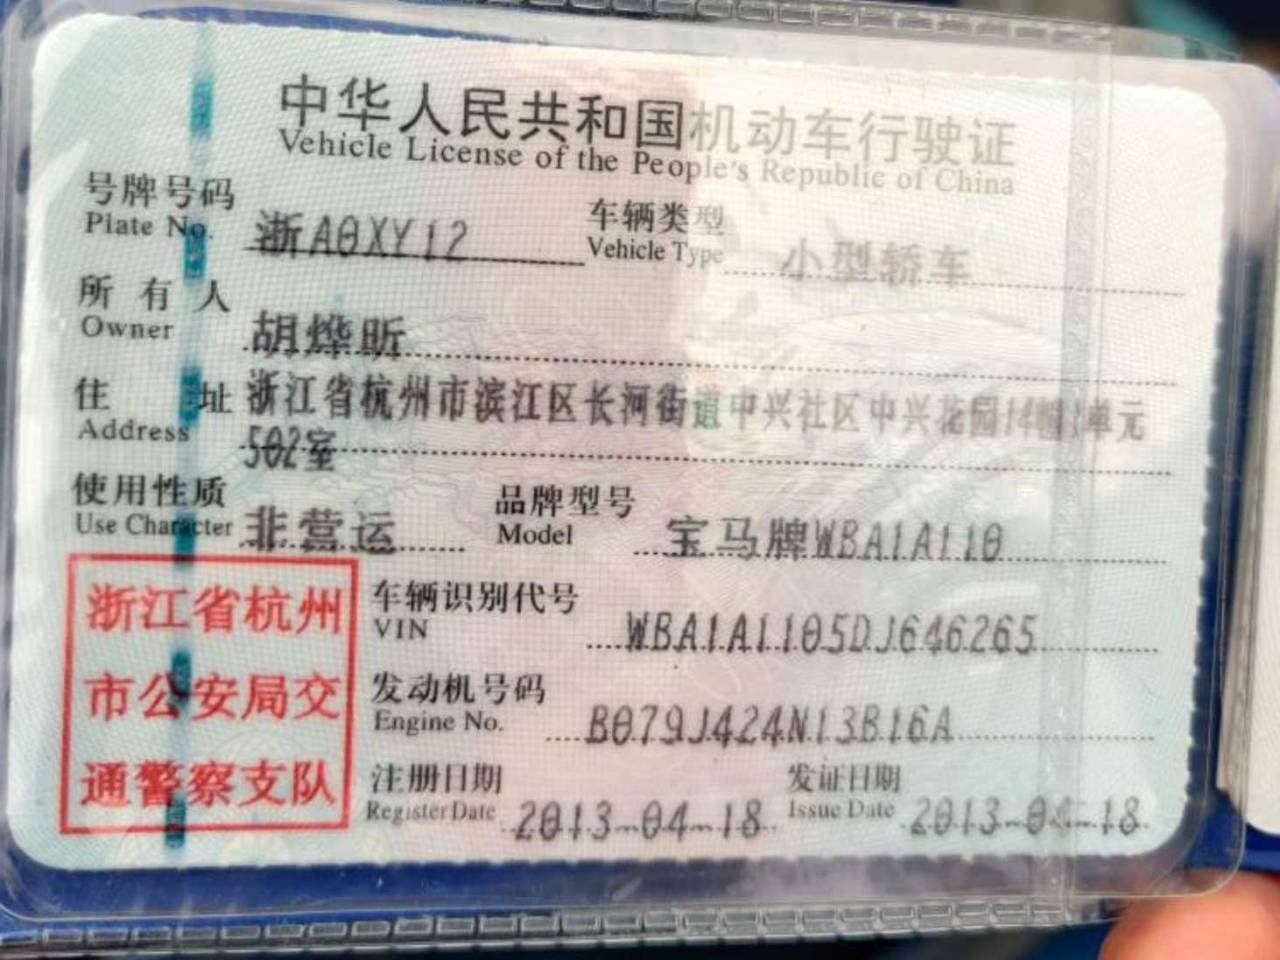 中华人民共和国机动车行驶证
Vehicle License of the People's Republic of China
号牌号码 浙A0XY12 车辆类型 小型轿车
Plate No. Vehicle Type
所有人 胡烨昕
Owner
住址 浙江省杭州市滨江区长河街道中兴社区中兴花园14幢1单元
Address 502室
使用性质 非营运 品牌型号 宝马牌WBA1A110
Use Character Model
浙江省杭州
市公安局交
通警察支队
车辆识别代号 WBA1A1105DJ646265
VIN
发动机号码 B079J424N13B16A
Engine No.
注册日期 2013-04-18 发证日期 2013-04-18
Register Date Issue Date